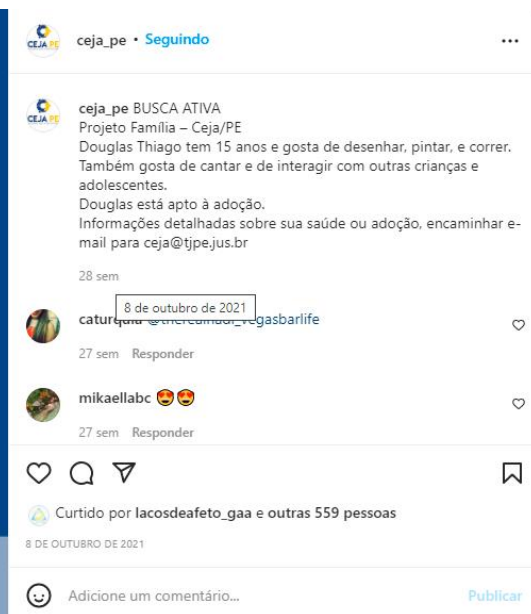 CEJA PE
ceja_pe • Seguindo
CEJA PE
ceja_pe BUSCA ATIVA
Projeto Família – Ceja/PE
Douglas Thiago tem 15 anos e gosta de desenhar, pintar, e correr.
Também gosta de cantar e de interagir com outras crianças e
adolescentes.
Douglas está apto à adoção.
Informações detalhadas sobre sua saúde ou adoção, encaminhar e-
mail para ceja@tjpe.jus.br
28 sem
8 de outubro de 2021
27 sem Responder
mikaellabc 😍😍
27 sem Responder
Curtido por lacosdeafeto_gaa e outras 559 pessoas
8 DE OUTUBRO DE 2021
Adicione um comentário... Publicar